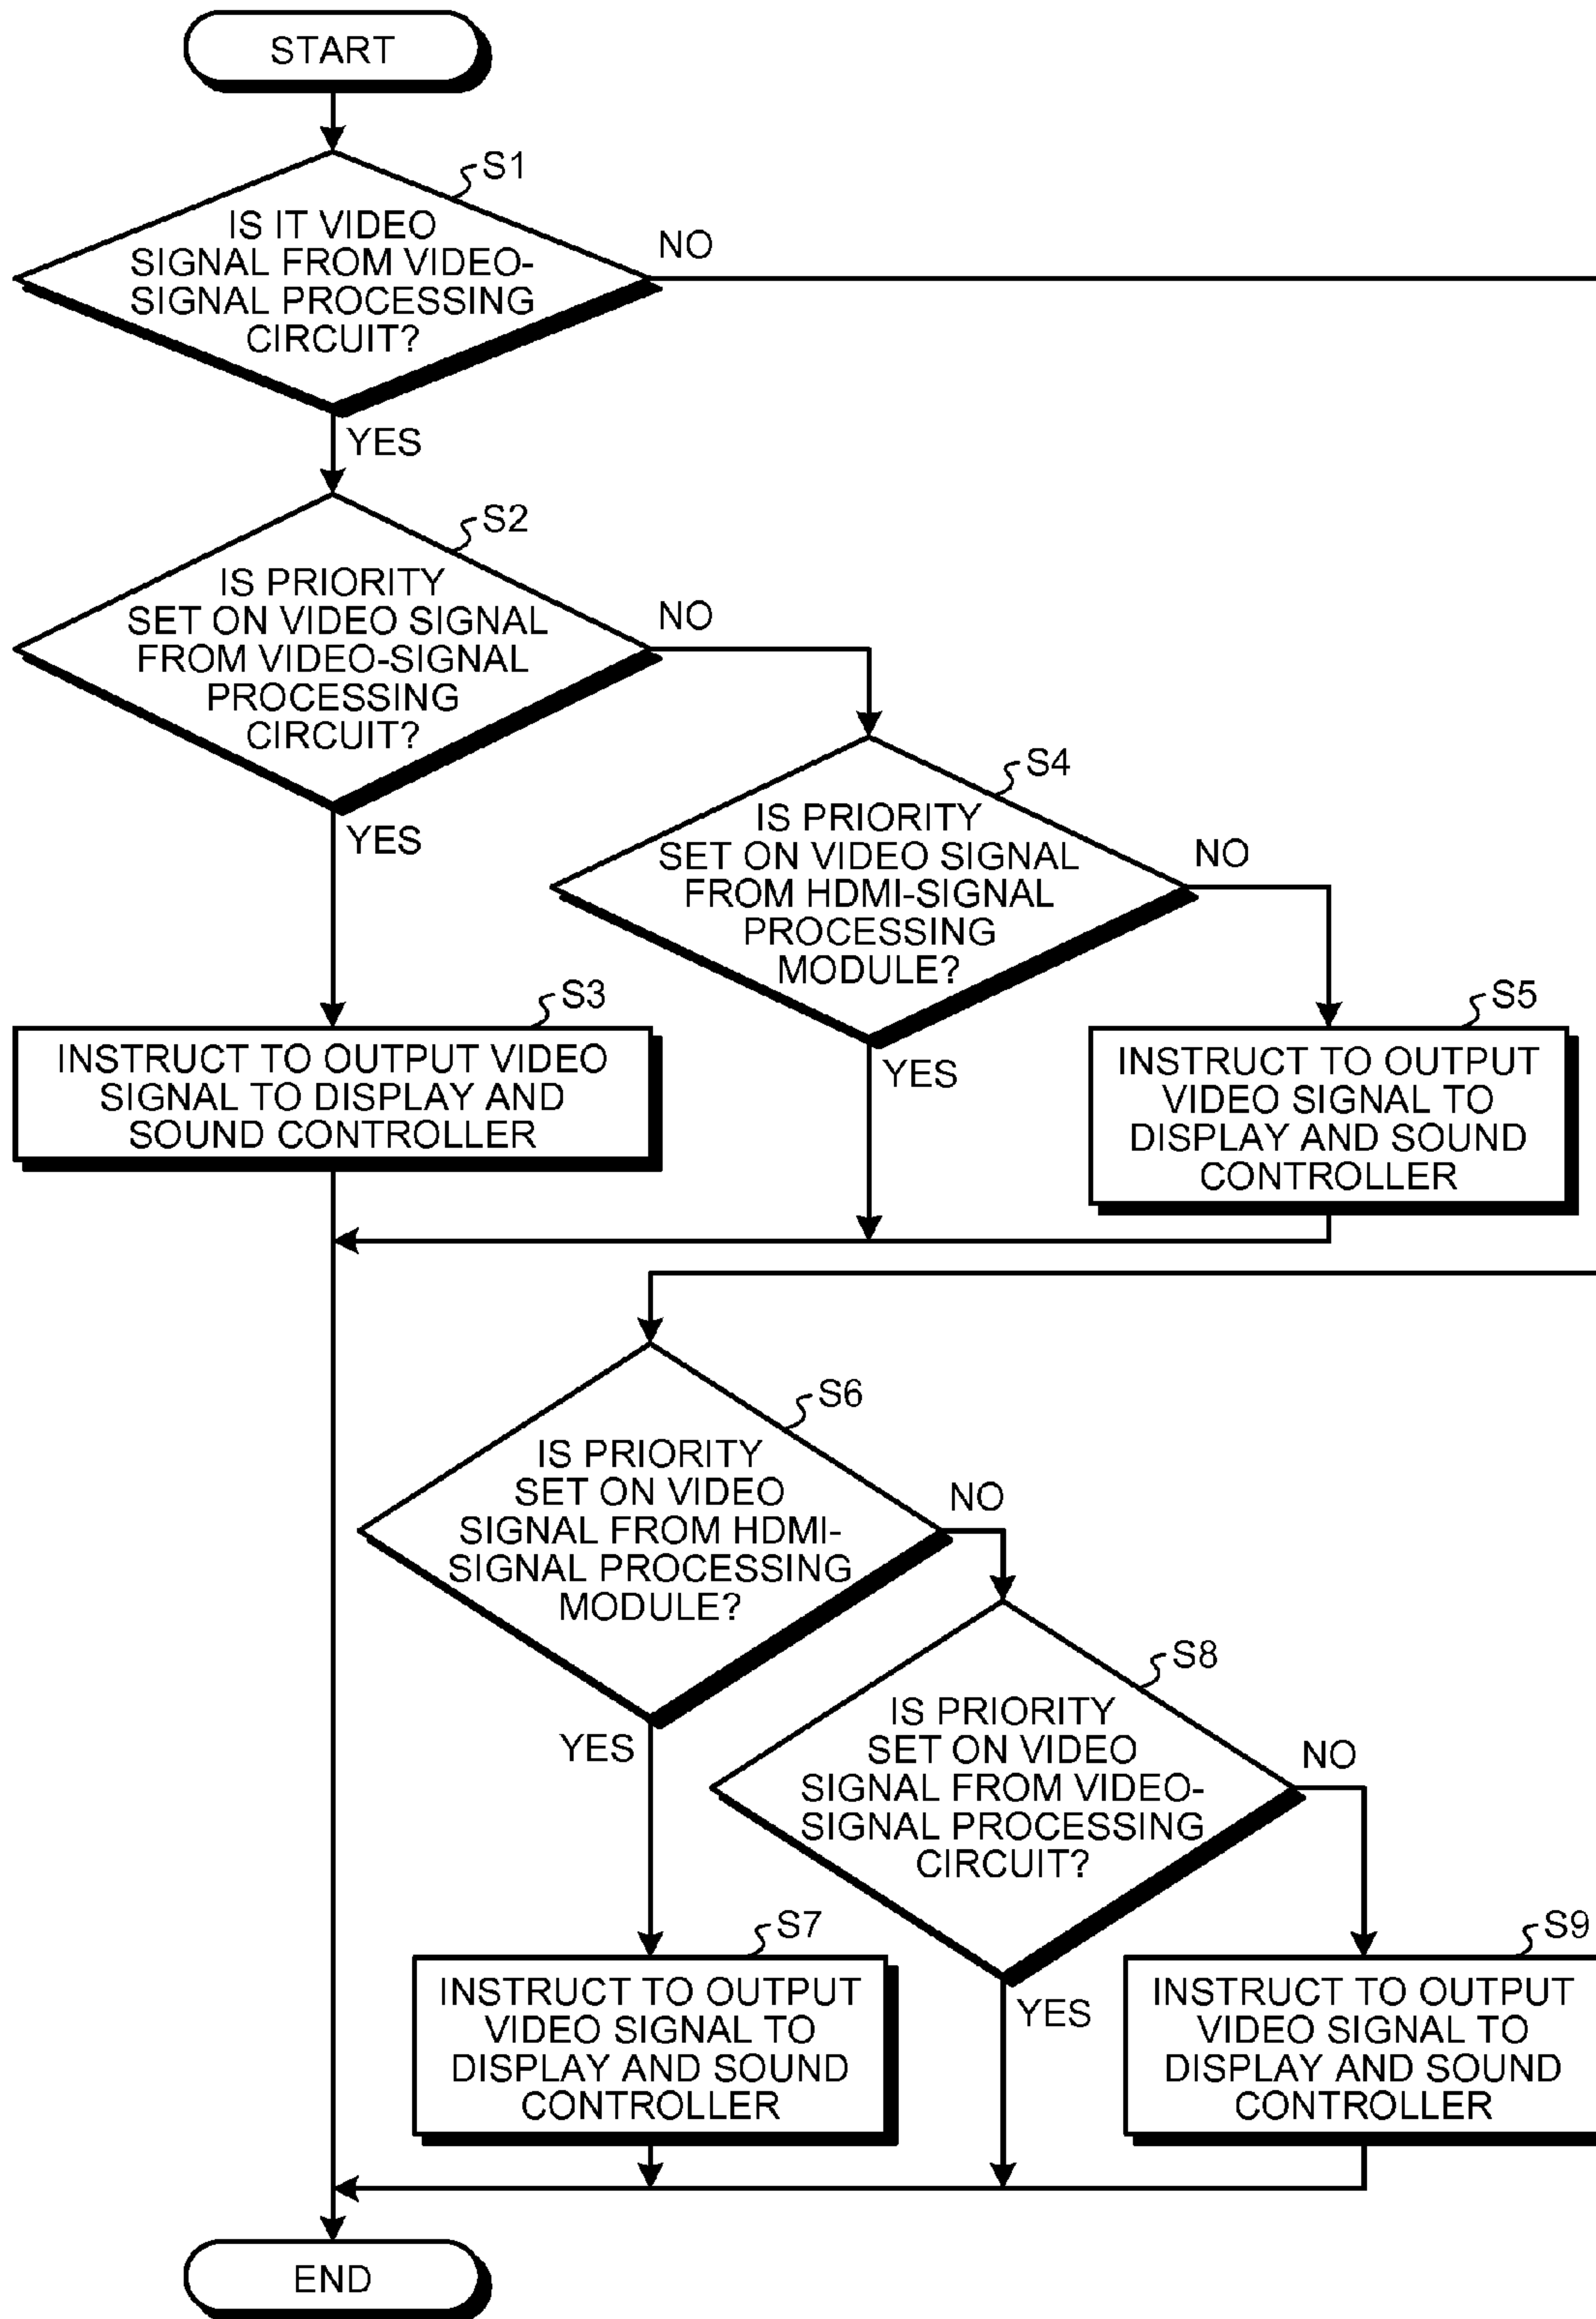 START
S1
IS IT VIDEO
SIGNAL FROM VIDEO-
SIGNAL PROCESSING
CIRCUIT?
NO
YES
S2
IS PRIORITY
SET ON VIDEO SIGNAL
FROM VIDEO-SIGNAL
PROCESSING
CIRCUIT?
NO
YES
S4
IS PRIORITY
SET ON VIDEO SIGNAL
FROM HDMI-SIGNAL
PROCESSING
MODULE?
NO
YES
S3
INSTRUCT TO OUTPUT VIDEO
SIGNAL TO DISPLAY AND
SOUND CONTROLLER
S5
INSTRUCT TO OUTPUT
VIDEO SIGNAL TO
DISPLAY AND SOUND
CONTROLLER
S6
IS PRIORITY
SET ON VIDEO
SIGNAL FROM HDMI-
SIGNAL PROCESSING
MODULE?
NO
YES
S8
IS PRIORITY
SET ON VIDEO
SIGNAL FROM VIDEO-
SIGNAL PROCESSING
CIRCUIT?
NO
YES
S7
INSTRUCT TO OUTPUT
VIDEO SIGNAL TO
DISPLAY AND SOUND
CONTROLLER
S9
INSTRUCT TO OUTPUT
VIDEO SIGNAL TO
DISPLAY AND SOUND
CONTROLLER
END